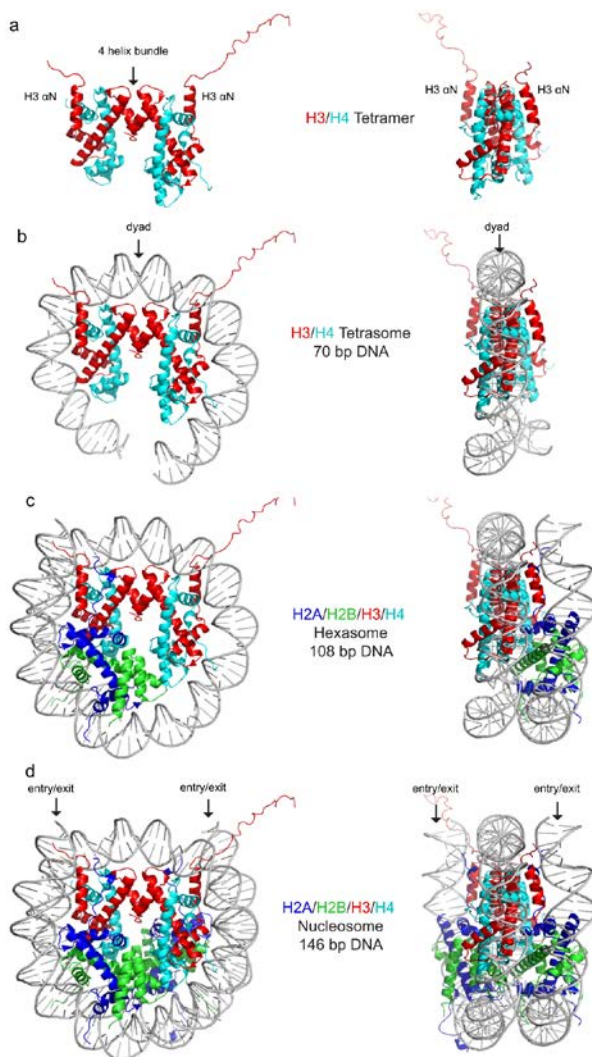 a
4 helix bundle
H3 αN
H3 αN
H3/H4 Tetramer
H3 αN
H3 αN
b
dyad
dyad
H3/H4 Tetrasome
70 bp DNA
c
H2A/H2B/H3/H4
Hexasome
108 bp DNA
d
entry/exit
entry/exit
entry/exit
entry/exit
H2A/H2B/H3/H4
Nucleosome
146 bp DNA